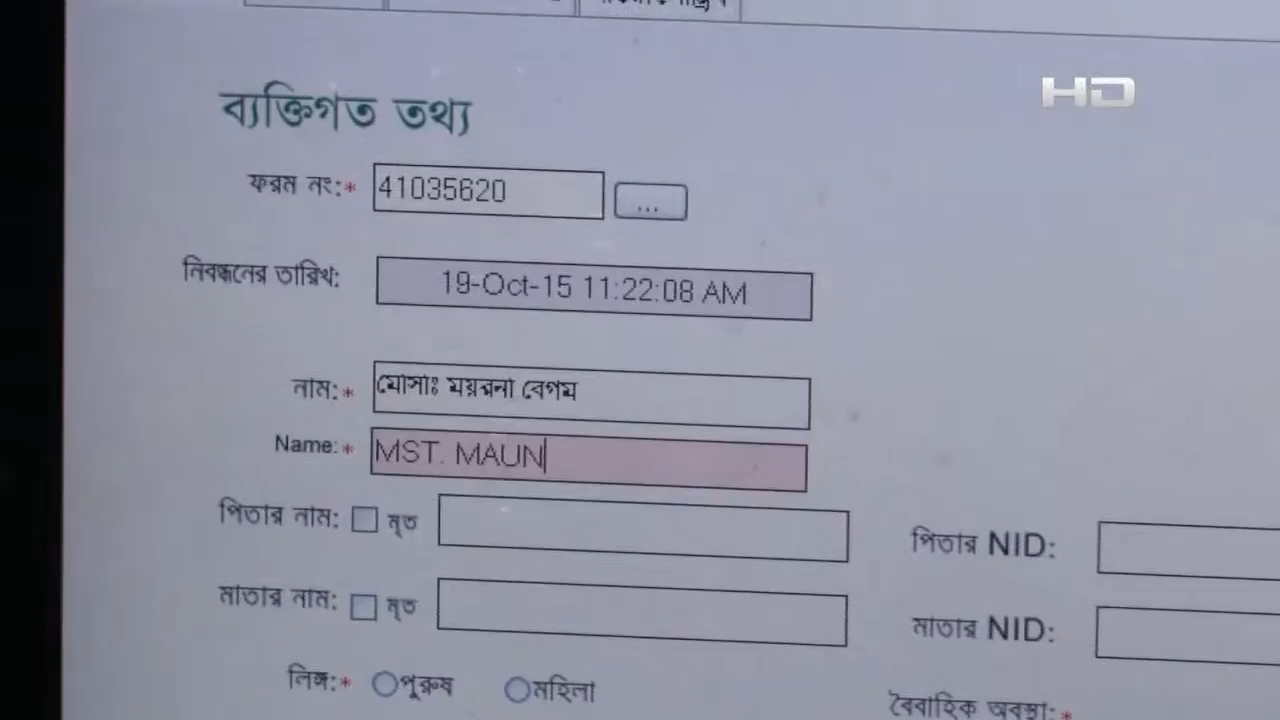 HD
ব্যক্তিগত তথ্য
ফরম নং:* 41035620 ...
নিবন্ধনের তারিখ: 19-Oct-15 11:22:08 AM
নাম:* মোসাঃ ময়রনা বেগম
Name:* MST. MAUN
পিতার নাম: মৃত পিতার NID:
মাতার নাম: মৃত মাতার NID:
লিঙ্গ:* পুরুষ মহিলা
বৈবাহিক অবস্থা:*